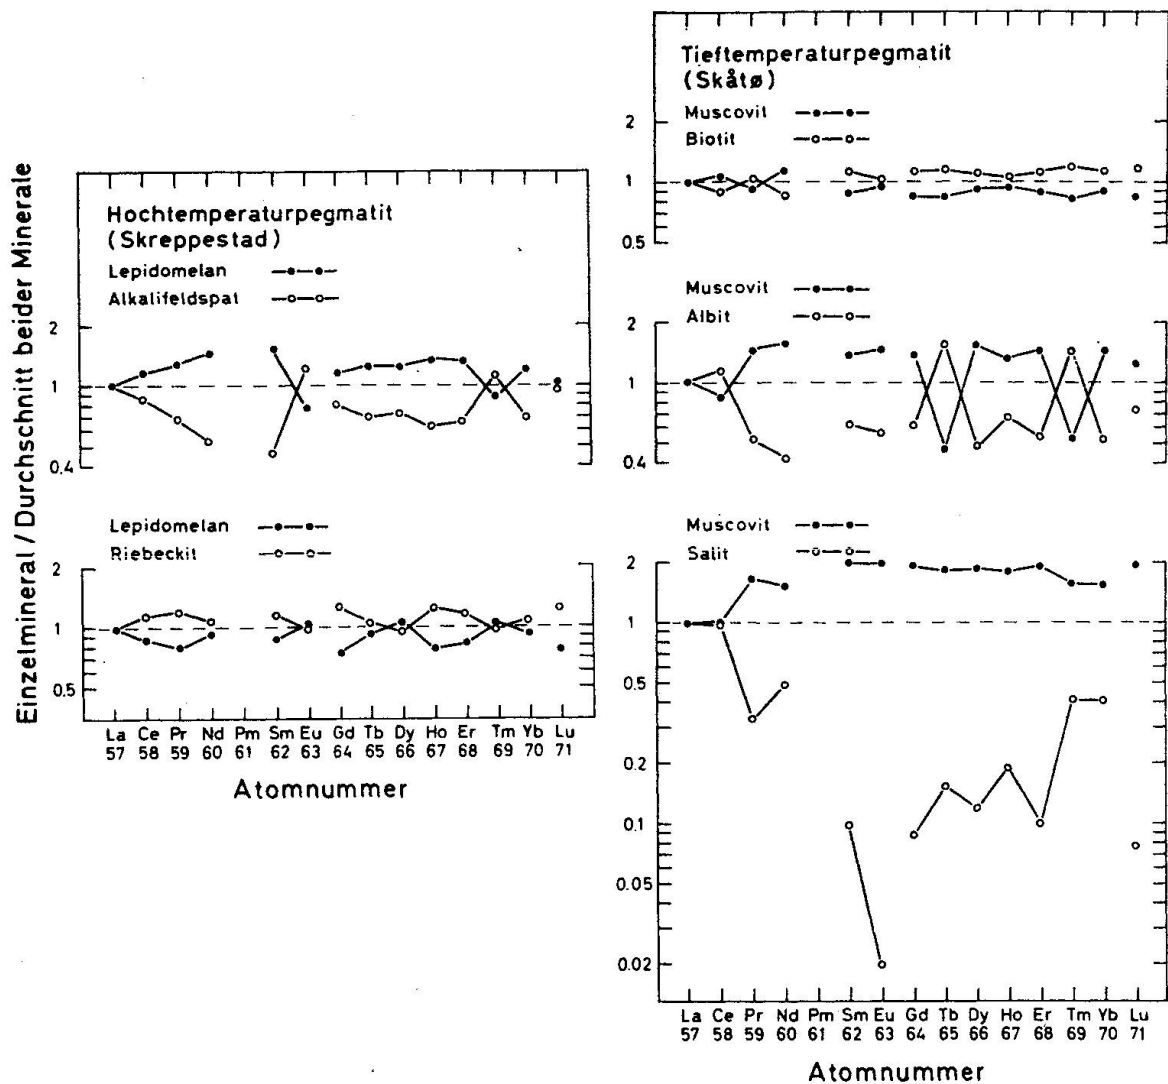 Einzelmineral / Durchschnitt beider Minerale
Hochtemperaturpegmatit
(Skreppestad)
Lepidomelan
Alkalifeldspat
2
1
0.4
Lepidomelan
Riebeckit
2
1
0.5
La Ce Pr Nd Pm Sm Eu Gd Tb Dy Ho Er Tm Yb Lu
57 58 59 60 61 62 63 64 65 66 67 68 69 70 71
Atomnummer
Tieftemperaturpegmatit
(Skåtø)
Muscovit
Biotit
2
1
0.5
Muscovit
Albit
2
1
0.4
Muscovit
Salit
2
1
0.5
0.2
0.1
0.05
0.02
La Ce Pr Nd Pm Sm Eu Gd Tb Dy Ho Er Tm Yb Lu
57 58 59 60 61 62 63 64 65 66 67 68 69 70 71
Atomnummer